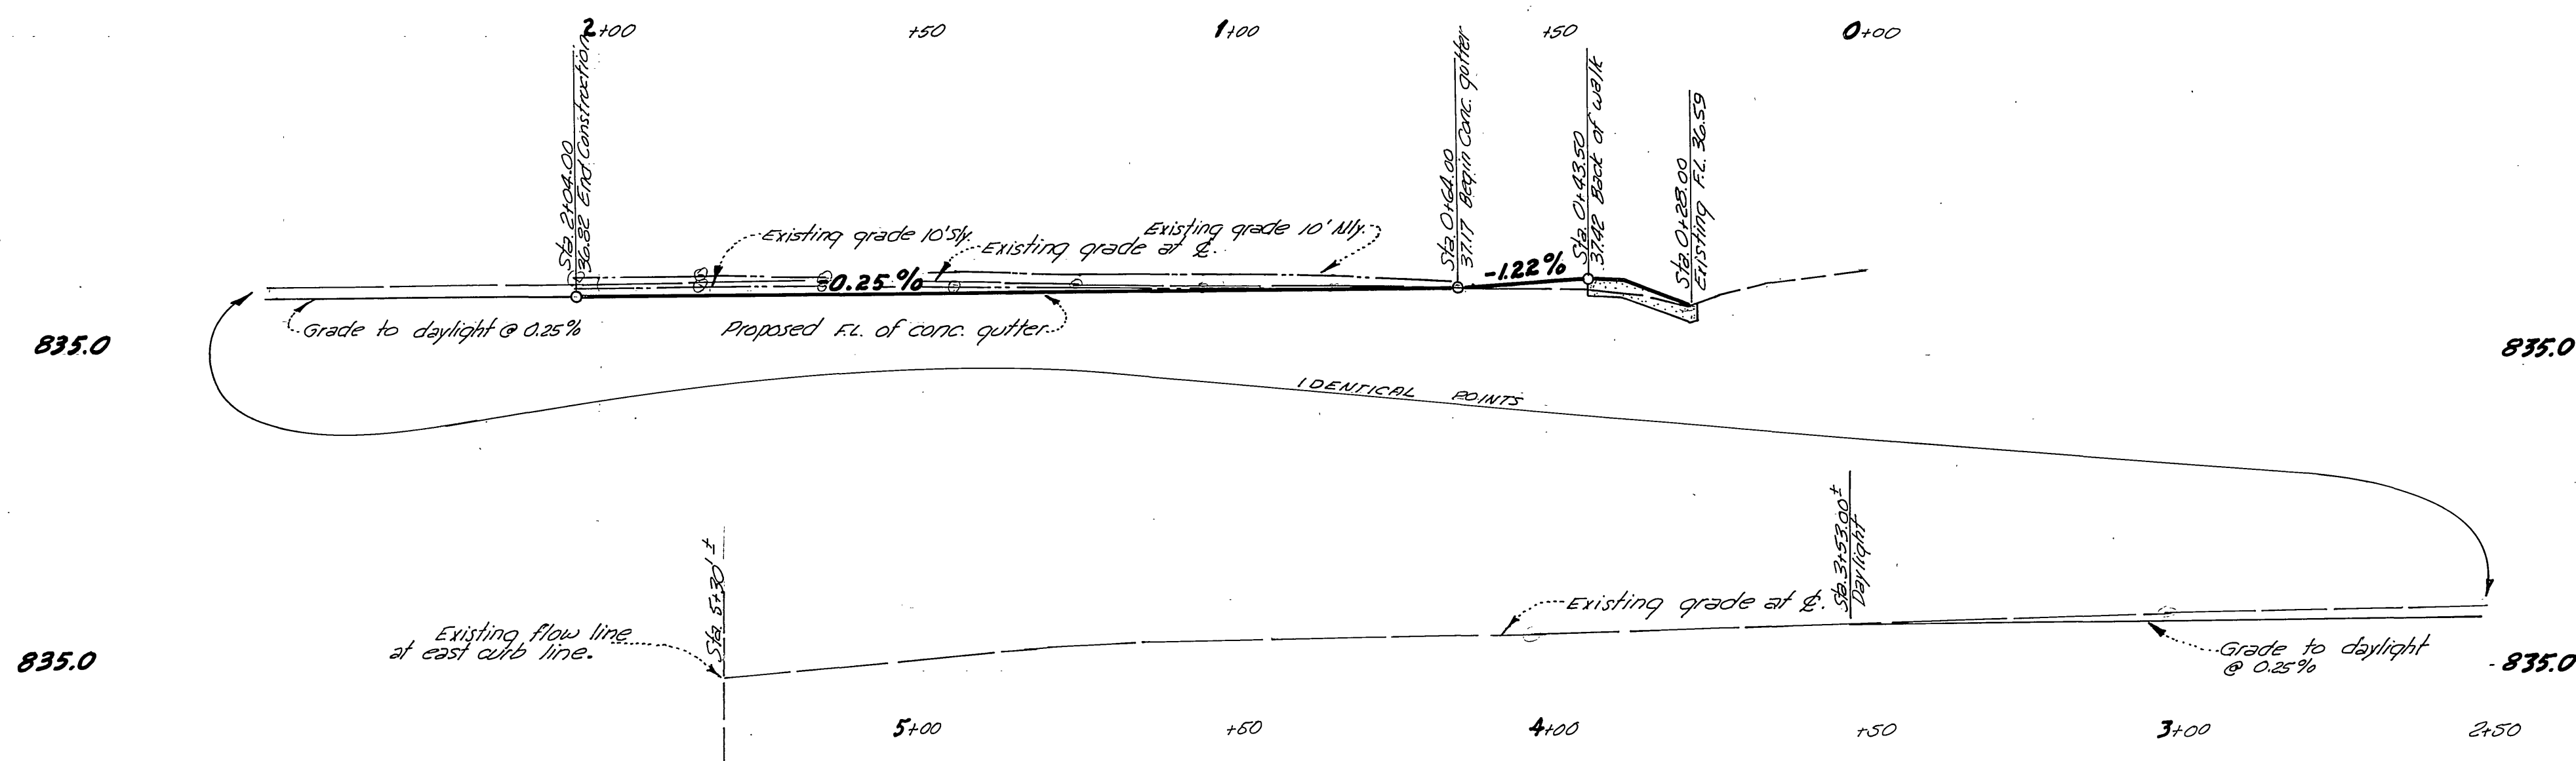 2+00 +50 1+00 +50 0+00
Sta. 2+04.00
36.82 End Construction
Sta. 0+64.00
37.17 Begin Conc. gutter
Sta. 0+43.50
37.42 Back of walk
Sta. 0+28.00
Existing F.L. 36.59
Existing grade 10' Sly.
Existing grade at ℄.
Existing grade 10' Nly.
0.25%
-1.22%
Grade to daylight @ 0.25%
Proposed F.L. of conc. gutter
835.0 835.0
IDENTICAL POINTS
Sta. 5+30' ±
Sta. 3+53.00±
Daylight
Existing flow line
at east curb line.
Existing grade at ℄.
Grade to daylight
@ 0.25%
835.0 835.0
5+00 +50 4+00 +50 3+00 2+50